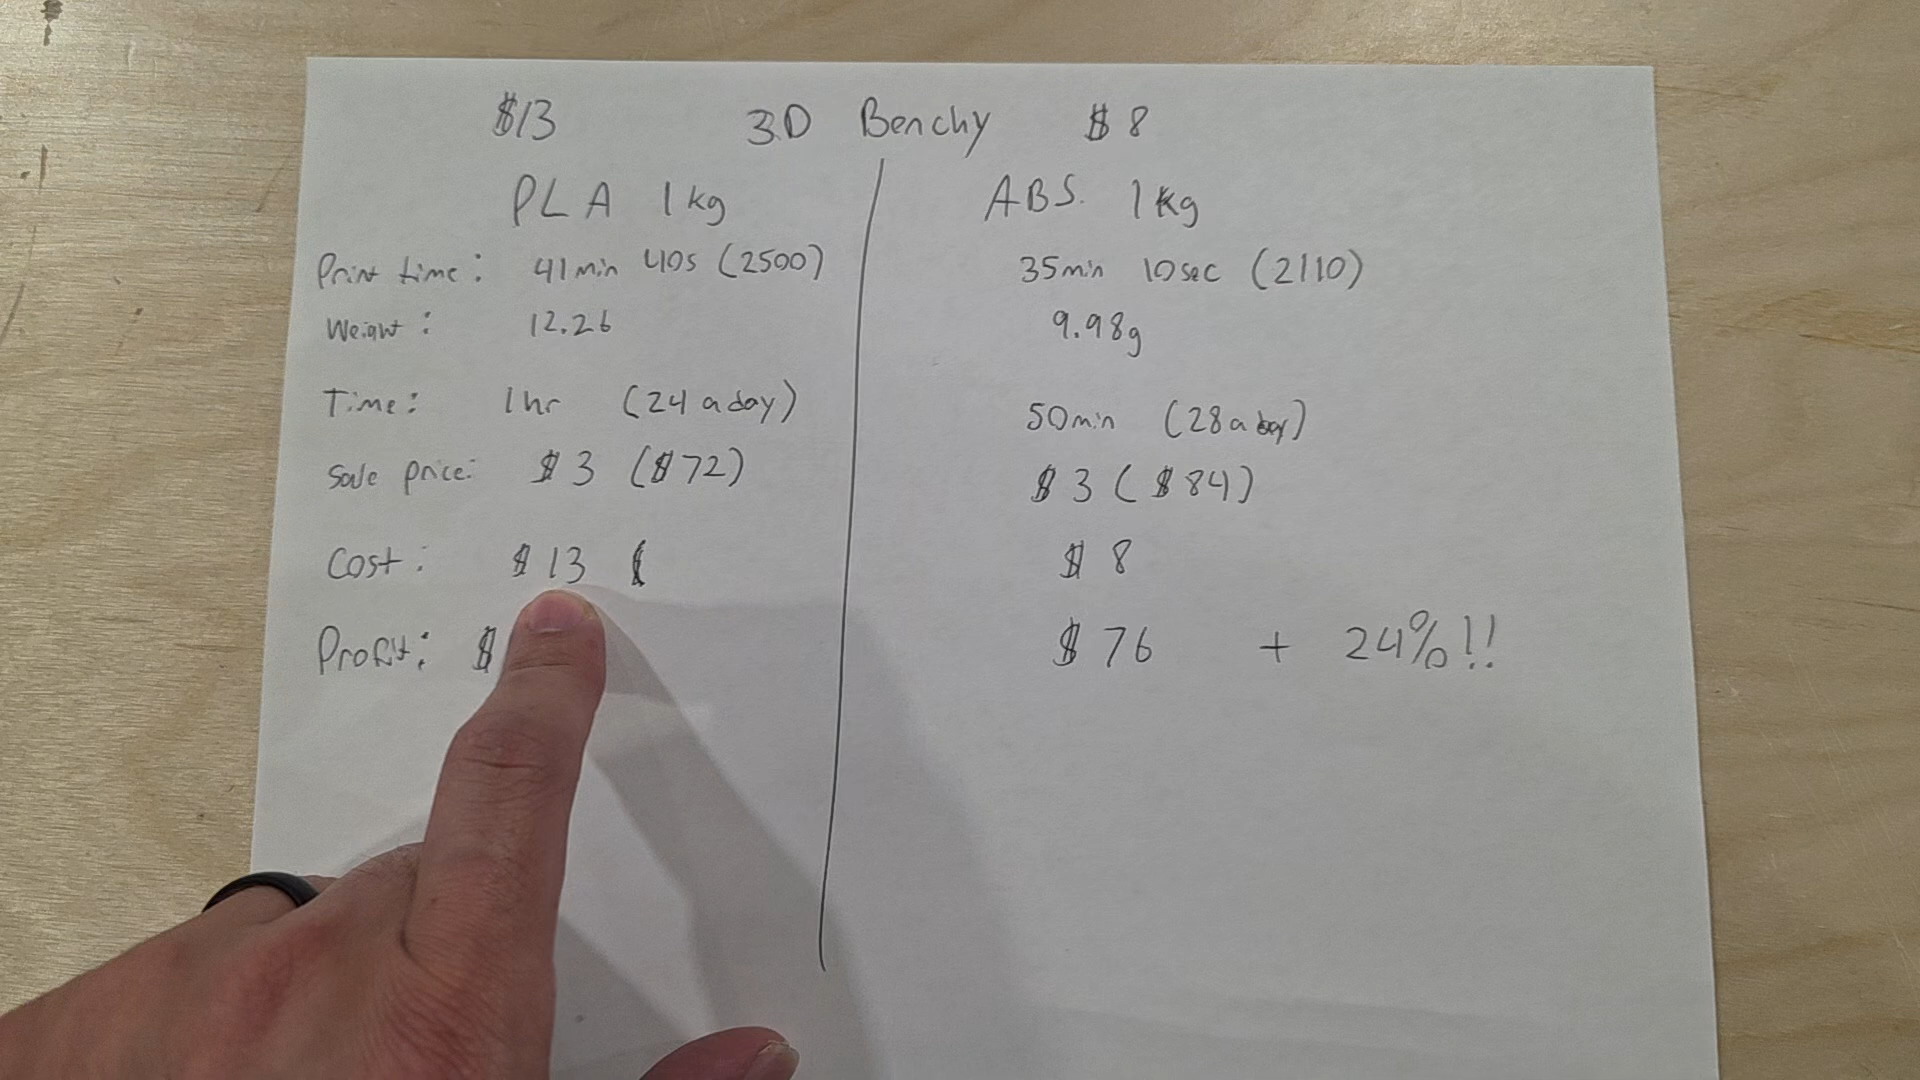 $13 3D Benchy $8
PLA 1kg ABS. 1kg
Print time: 41min 40s (2500) 35min 10sec (2110)
Weight: 12.26 9.98g
Time: 1hr (24 a day) 50min (28 a day)
Sale price: $3 ($72) $3 ($84)
Cost: $13 $8
Profit: $ $76 + 24%!!